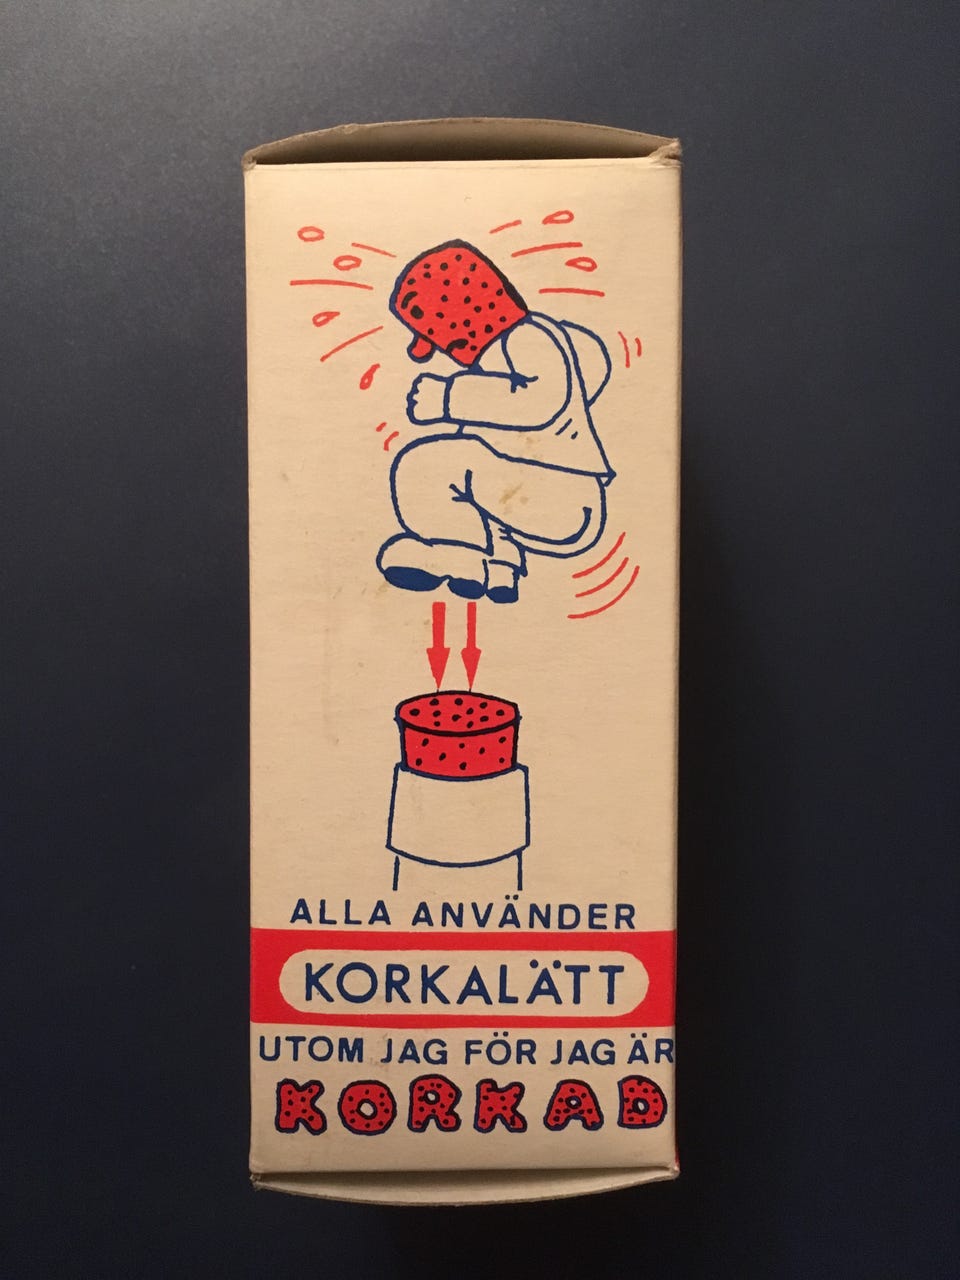 ALLA ANVÄNDER
KORKALÄTT
UTOM JAG FÖR JAG ÄR
KORKAD